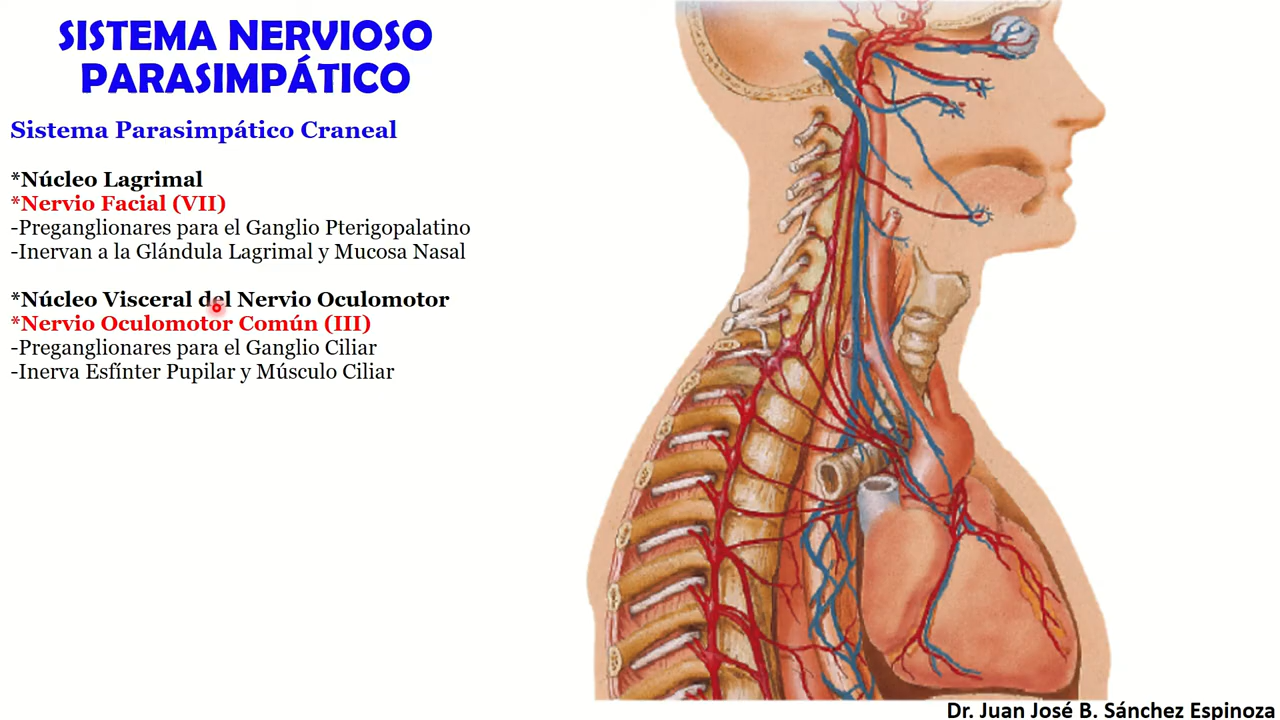 SISTEMA NERVIOSO
PARASIMPÁTICO
Sistema Parasimpático Craneal
*Núcleo Lagrimal
*Nervio Facial (VII)
-Preganglionares para el Ganglio Pterigopalatino
-Inervan a la Glándula Lagrimal y Mucosa Nasal
*Núcleo Visceral del Nervio Oculomotor
*Nervio Oculomotor Común (III)
-Preganglionares para el Ganglio Ciliar
-Inerva Esfínter Pupilar y Músculo Ciliar
Dr. Juan José B. Sánchez Espinoza